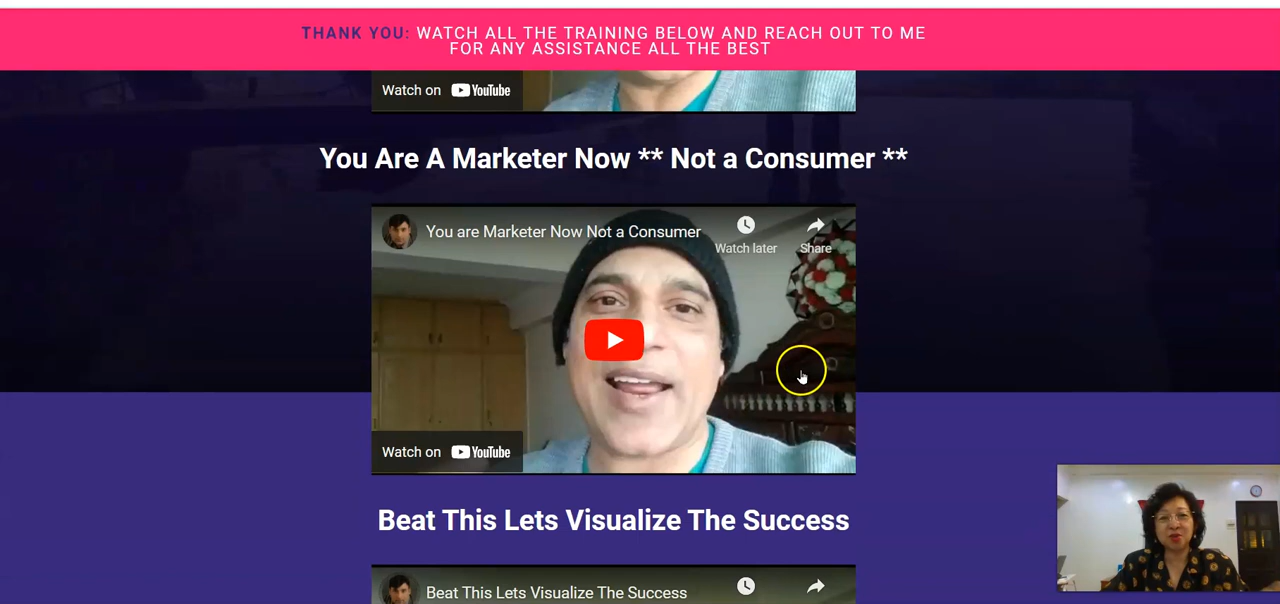 THANK YOU: WATCH ALL THE TRAINING BELOW AND REACH OUT TO ME
FOR ANY ASSISTANCE ALL THE BEST
Watch on YouTube
You Are A Marketer Now ** Not a Consumer **
You are Marketer Now Not a Consumer
Watch later
Share
Watch on YouTube
Beat This Lets Visualize The Success
Beat This Lets Visualize The Success